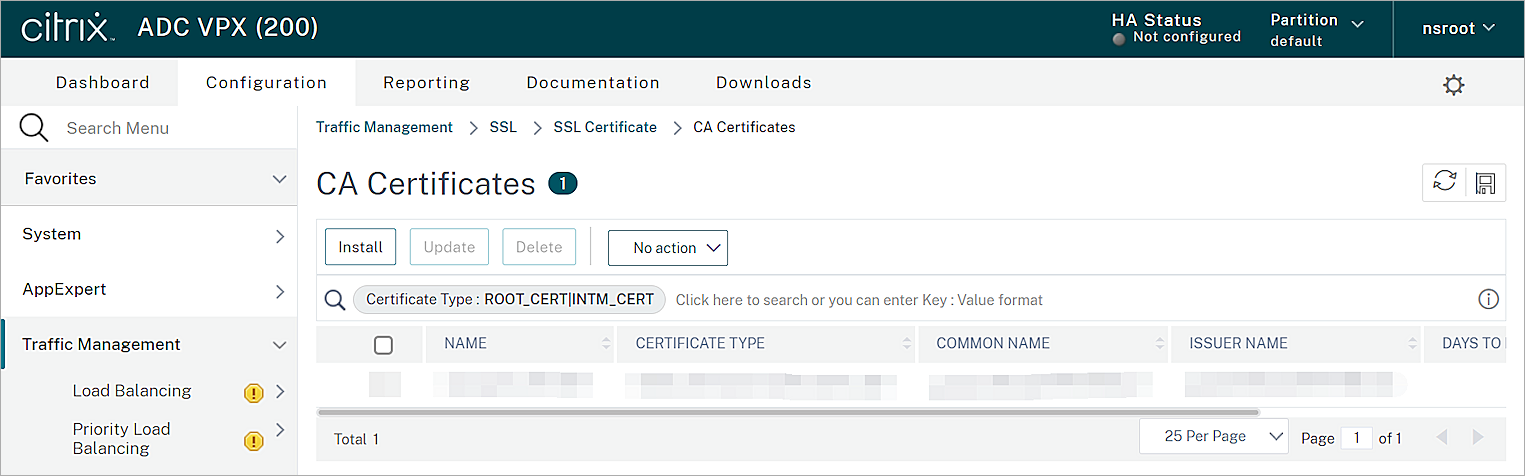 citrix ADC VPX (200)
HA Status
Not configured
Partition
default
nsroot
Dashboard Configuration Reporting Documentation Downloads
Search Menu
Favorites
System
AppExpert
Traffic Management
Load Balancing
Priority Load
Balancing
Traffic Management SSL SSL Certificate CA Certificates
CA Certificates 1
Install Update Delete No action
Certificate Type : ROOT_CERT|INTM_CERT Click here to search or you can enter Key : Value format
NAME CERTIFICATE TYPE COMMON NAME ISSUER NAME DAYS TO
Total 1 25 Per Page Page 1 of 1